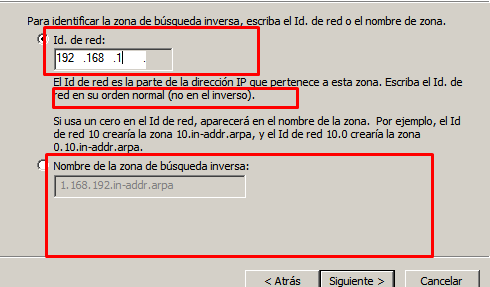 Para identificar la zona de búsqueda inversa, escriba el Id. de red o el nombre de zona.
Id. de red:
192 .168 .1 .
El Id de red es la parte de la dirección IP que pertenece a esta zona. Escriba el Id. de
red en su orden normal (no en el inverso).
Si usa un cero en el Id de red, aparecerá en el nombre de la zona. Por ejemplo, el Id
de red 10 crearía la zona 10.in-addr.arpa, y el Id de red 10.0 crearía la zona
0.10.in-addr.arpa.
Nombre de la zona de búsqueda inversa:
1.168.192.in-addr.arpa
< Atrás Siguiente > Cancelar